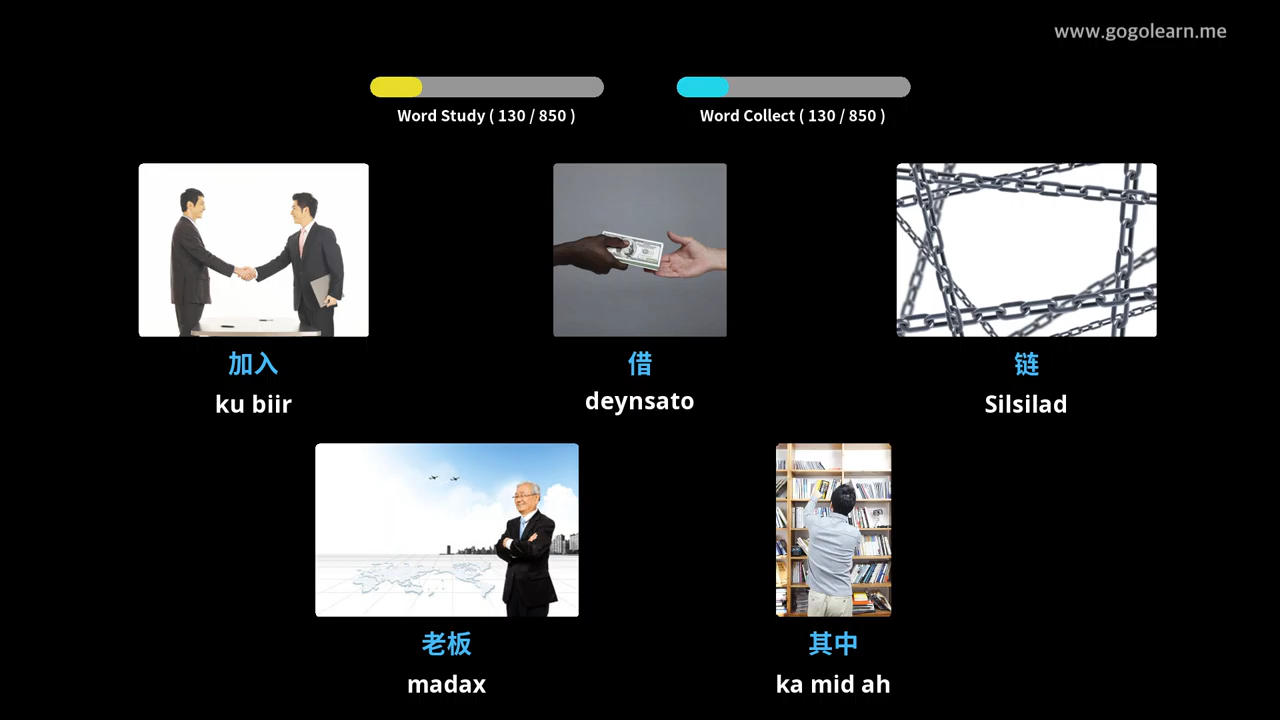 www.gogolearn.me
Word Study ( 130 / 850 )
Word Collect ( 130 / 850 )
加入
ku biir
借
deynsato
链
Silsilad
老板
madax
其中
ka mid ah